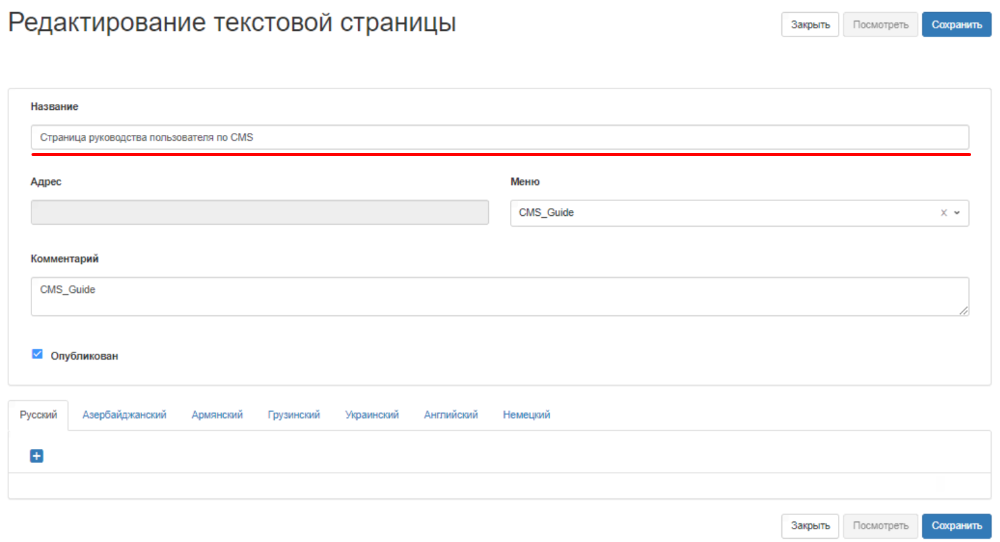 Редактирование текстовой страницы
Закрыть Посмотреть Сохранить
Название
Страница руководства пользователя по CMS
Адрес Меню
CMS_Guide
Комментарий
CMS_Guide
Опубликован
Русский Азербайджанский Армянский Грузинский Украинский Английский Немецкий
Закрыть Посмотреть Сохранить